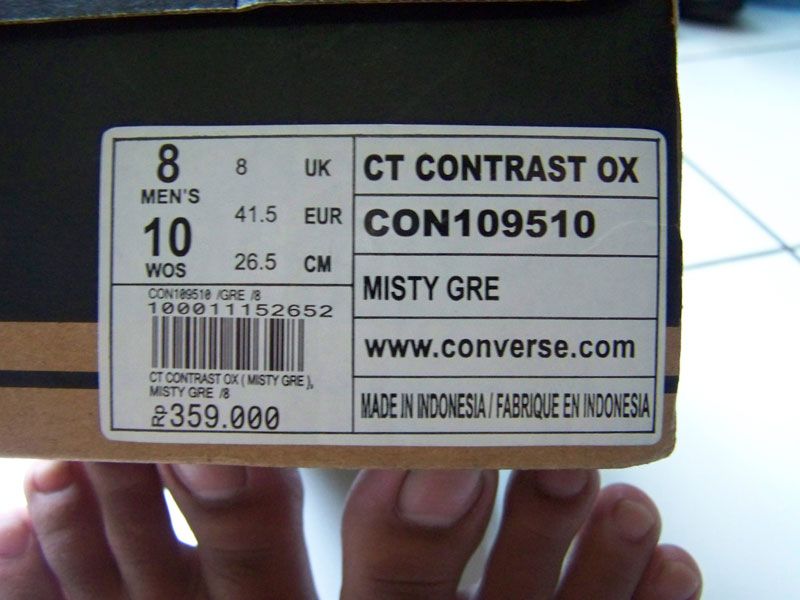 8 8 UK
MEN'S
41.5 EUR
10
WOS 26.5 CM
CON109510 /GRE /8
100011152652
CT CONTRAST OX ( MISTY GRE ),
MISTY GRE /8
Rp 359.000
CT CONTRAST OX
CON109510
MISTY GRE
www.converse.com
MADE IN INDONESIA / FABRIQUE EN INDONESIA